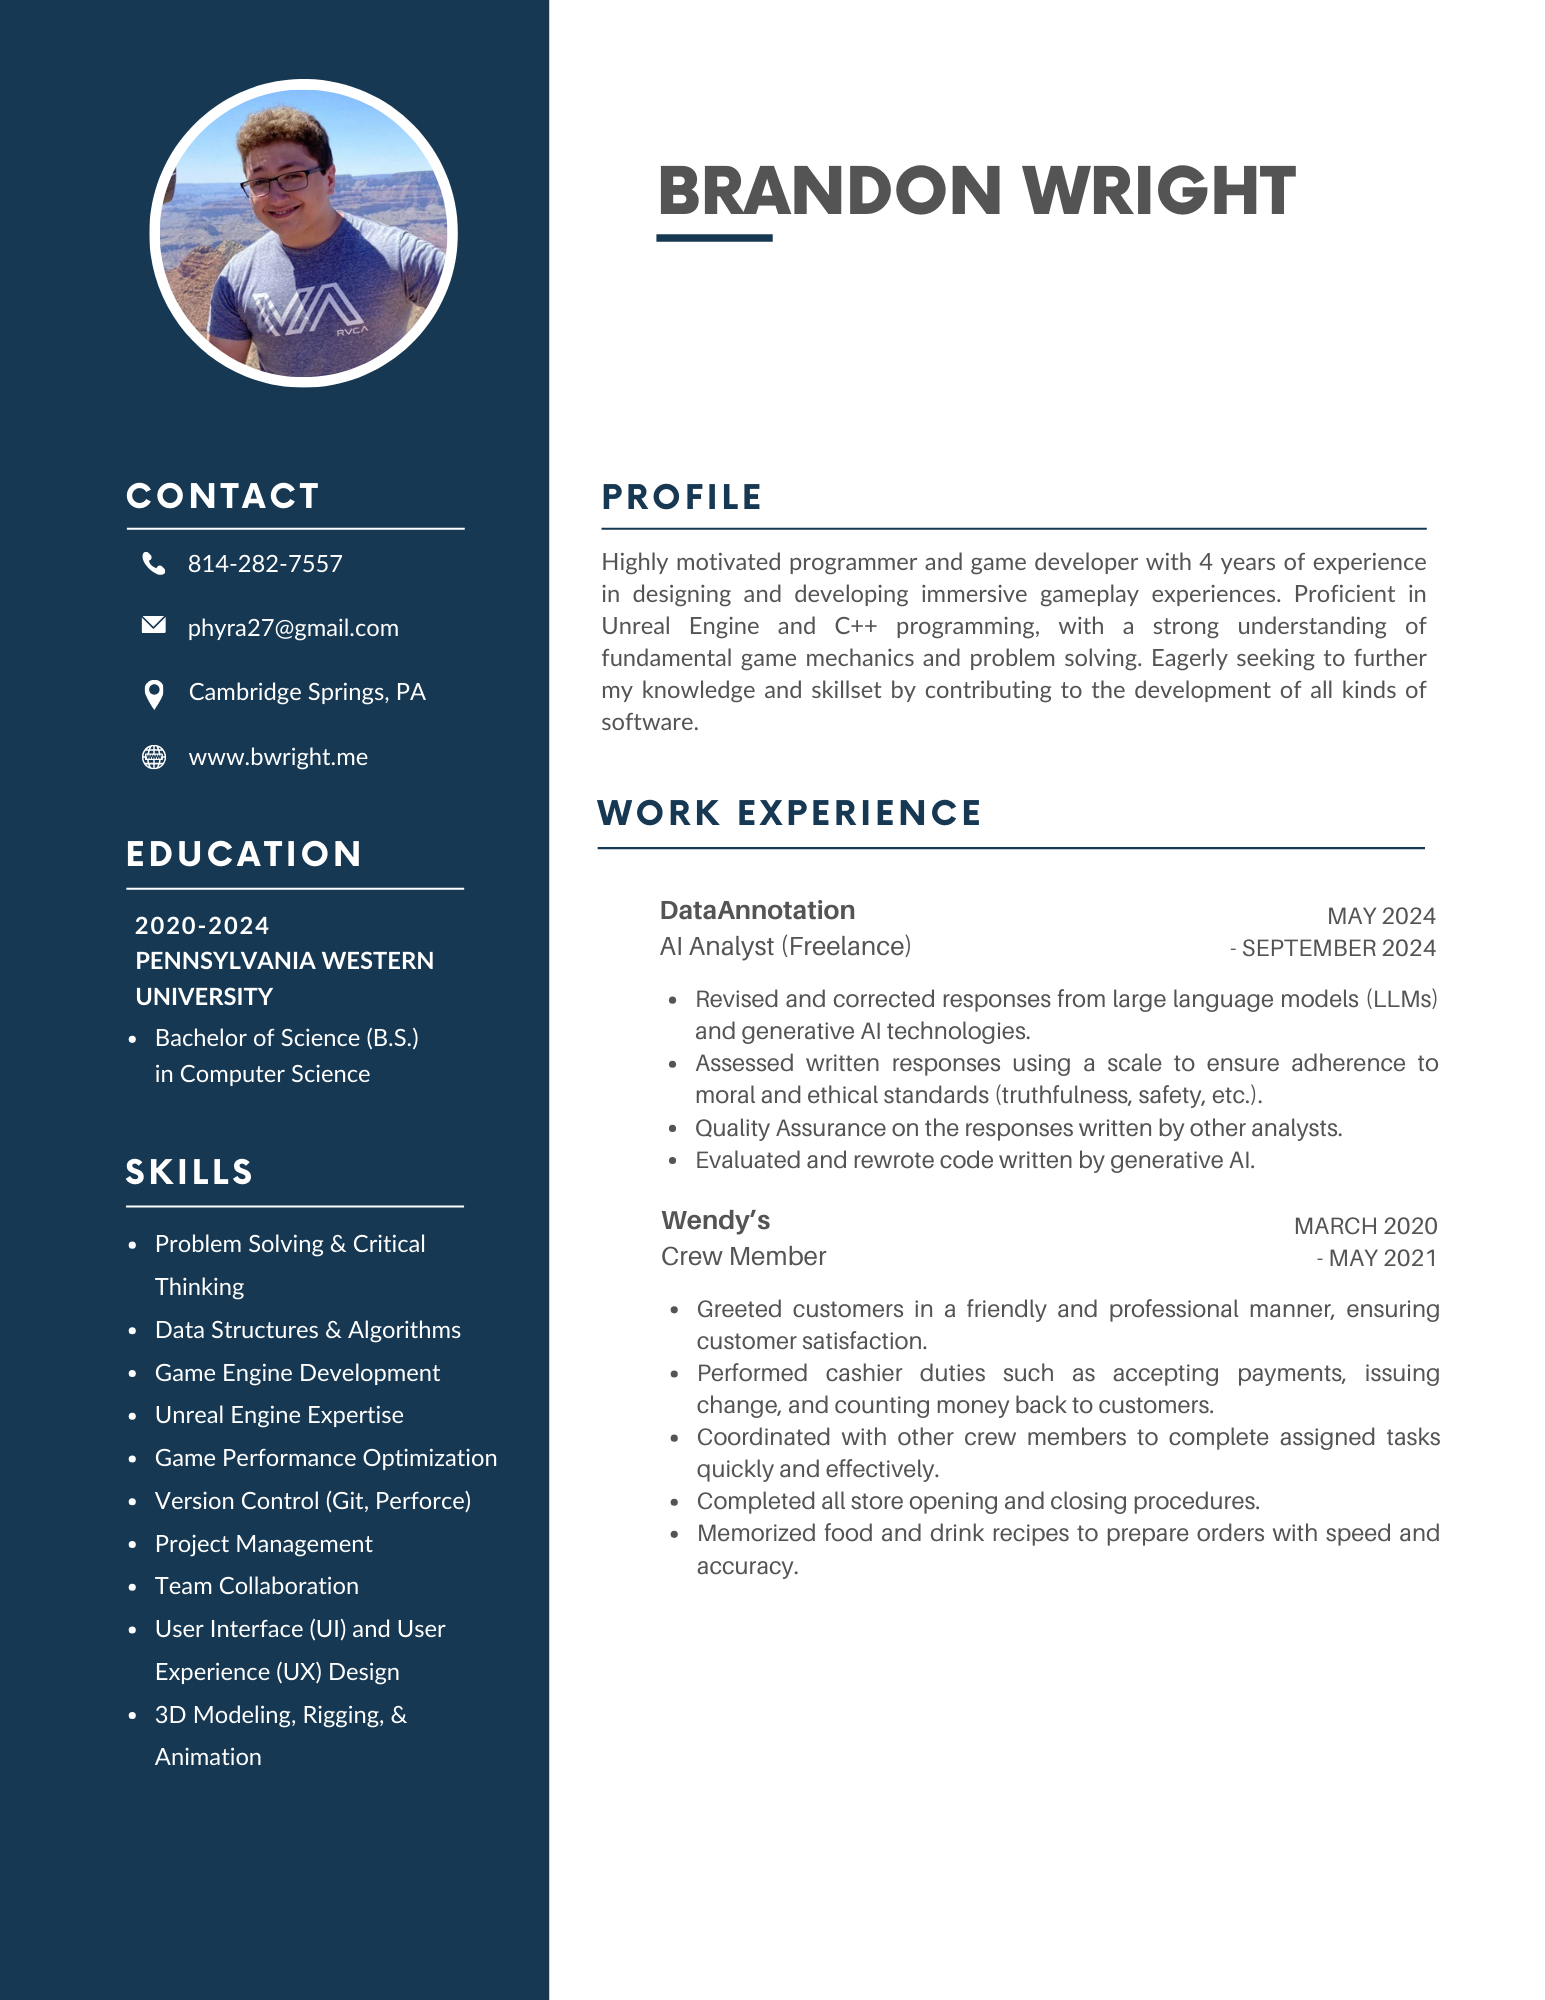 BRANDON WRIGHT
CONTACT
814-282-7557
phyra27@gmail.com
Cambridge Springs, PA
www.bwright.me
EDUCATION
2020-2024
PENNSYLVANIA WESTERN
UNIVERSITY
• Bachelor of Science (B.S.)
in Computer Science
SKILLS
• Problem Solving & Critical
Thinking
• Data Structures & Algorithms
• Game Engine Development
• Unreal Engine Expertise
• Game Performance Optimization
• Version Control (Git, Perforce)
• Project Management
• Team Collaboration
• User Interface (UI) and User
Experience (UX) Design
• 3D Modeling, Rigging, &
Animation
PROFILE
Highly motivated programmer and game developer with 4 years of experience
in designing and developing immersive gameplay experiences. Proficient in
Unreal Engine and C++ programming, with a strong understanding of
fundamental game mechanics and problem solving. Eagerly seeking to further
my knowledge and skillset by contributing to the development of all kinds of
software.
WORK EXPERIENCE
DataAnnotation
AI Analyst (Freelance)
MAY 2024
- SEPTEMBER 2024
• Revised and corrected responses from large language models (LLMs)
and generative AI technologies.
• Assessed written responses using a scale to ensure adherence to
moral and ethical standards (truthfulness, safety, etc.).
• Quality Assurance on the responses written by other analysts.
• Evaluated and rewrote code written by generative AI.
Wendy’s
Crew Member
MARCH 2020
- MAY 2021
• Greeted customers in a friendly and professional manner, ensuring
customer satisfaction.
• Performed cashier duties such as accepting payments, issuing
change, and counting money back to customers.
• Coordinated with other crew members to complete assigned tasks
quickly and effectively.
• Completed all store opening and closing procedures.
• Memorized food and drink recipes to prepare orders with speed and
accuracy.
VA
RVCA